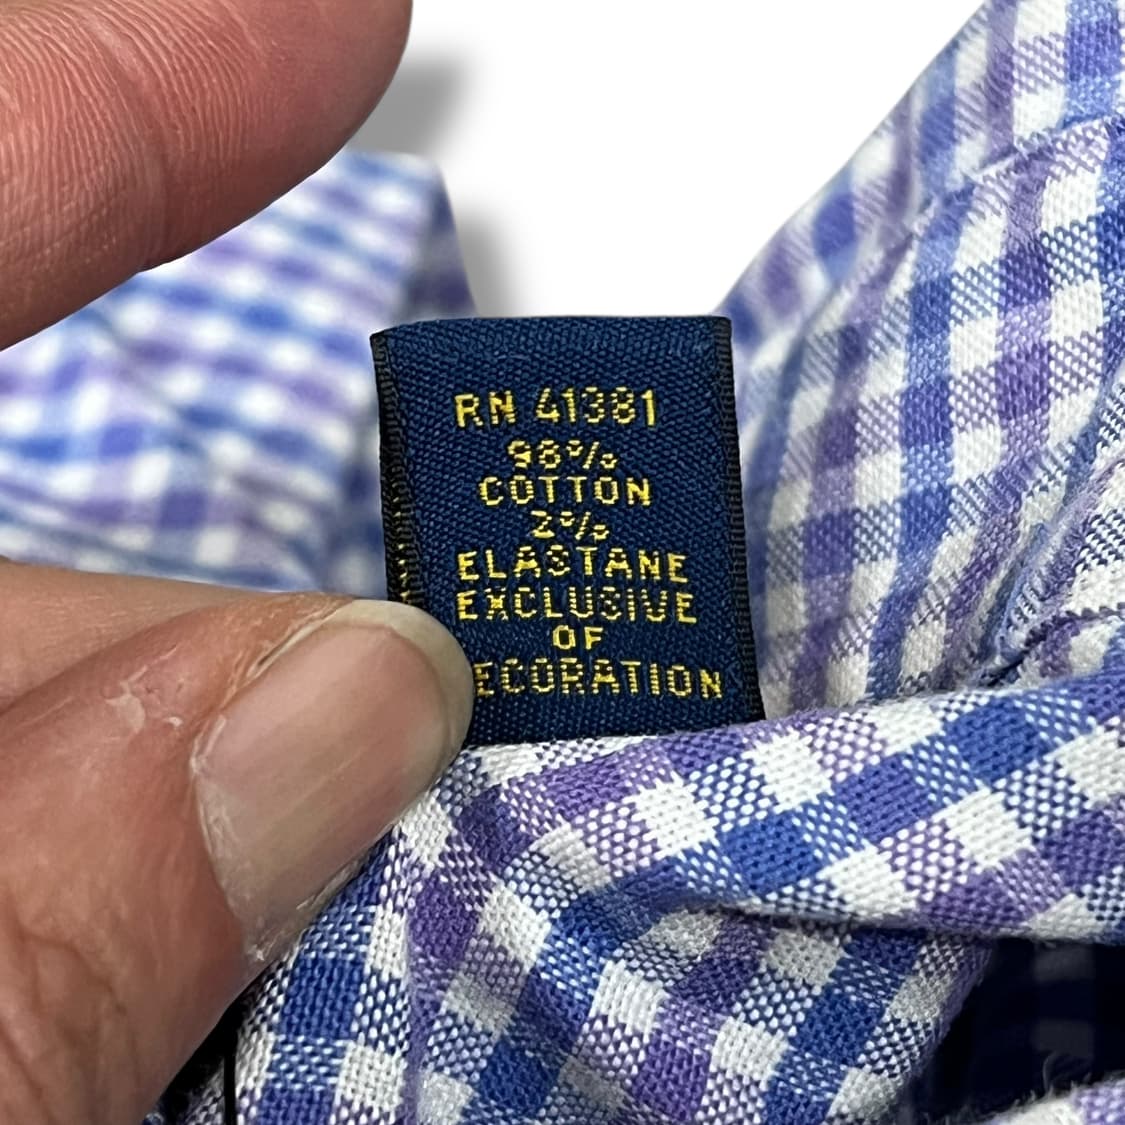 RN 41381
98%
COTTON
2%
ELASTANE
EXCLUSIVE
OF
ECORATION